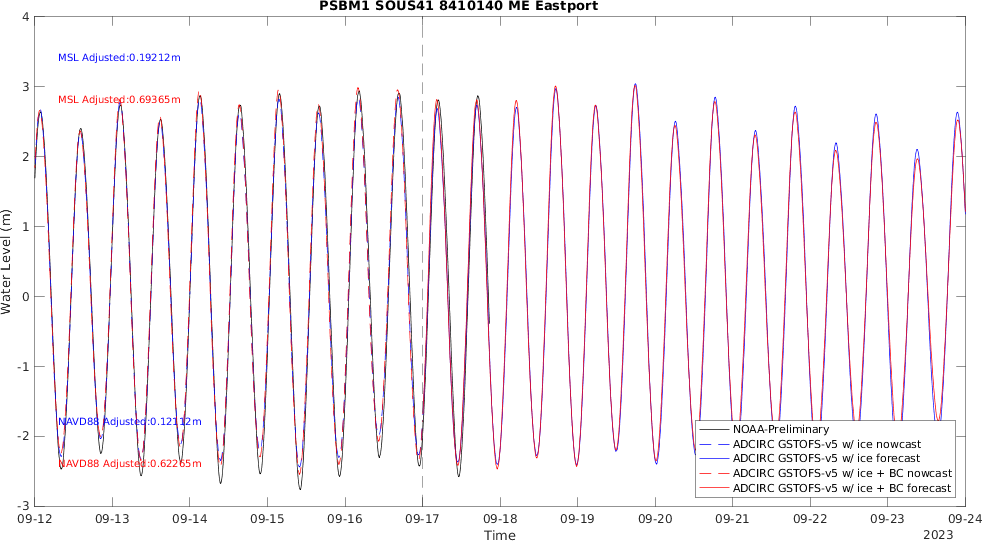 PSBM1 SOUS41 8410140 ME Eastport
4
3
2
1
0
-1
-2
-3
Water Level (m)
MSL Adjusted:0.19212m
MSL Adjusted:0.69365m
NAVD88 Adjusted:0.12112m
NAVD88 Adjusted:0.62265m
NOAA-Preliminary
ADCIRC GSTOFS-v5 w/ ice nowcast
ADCIRC GSTOFS-v5 w/ ice forecast
ADCIRC GSTOFS-v5 w/ ice + BC nowcast
ADCIRC GSTOFS-v5 w/ ice + BC forecast
09-12 09-13 09-14 09-15 09-16 09-17 09-18 09-19 09-20 09-21 09-22 09-23 09-24
Time
2023